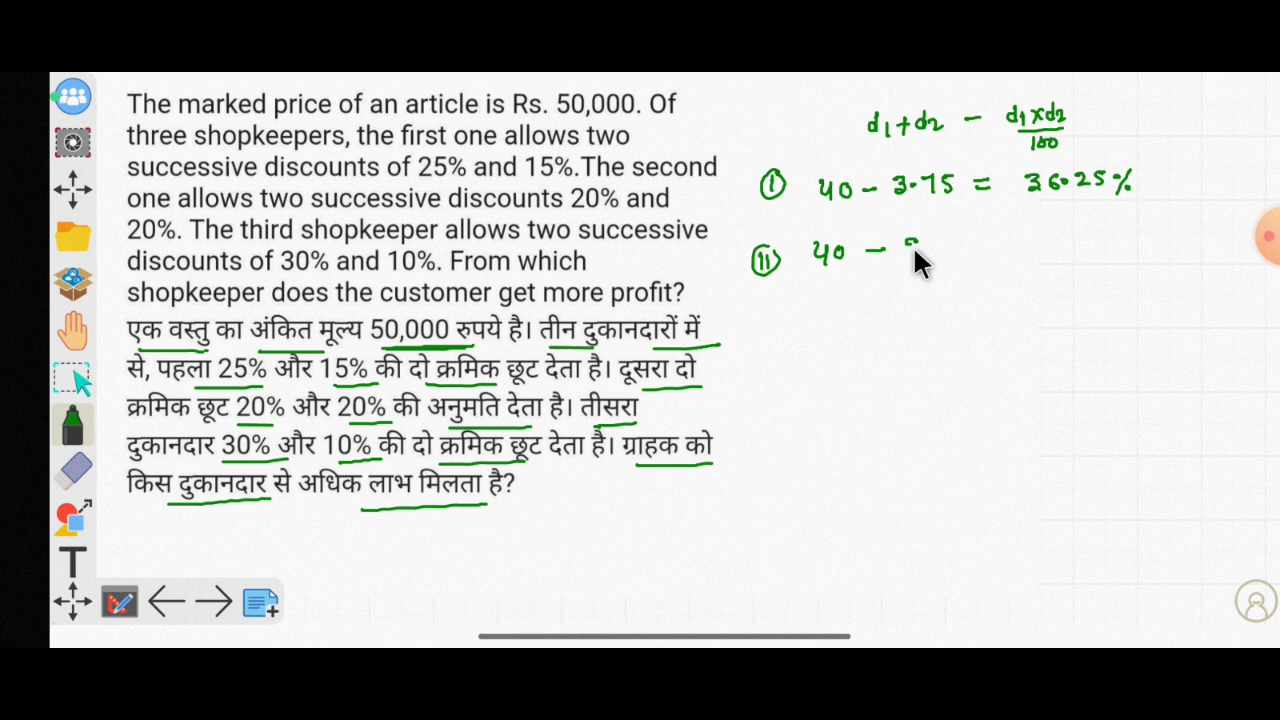 The marked price of an article is Rs. 50,000. Of
three shopkeepers, the first one allows two
successive discounts of 25% and 15%.The second
one allows two successive discounts 20% and
20%. The third shopkeeper allows two successive
discounts of 30% and 10%. From which
shopkeeper does the customer get more profit?
एक वस्तु का अंकित मूल्य 50,000 रुपये है। तीन दुकानदारों में
से, पहला 25% और 15% की दो क्रमिक छूट देता है। दूसरा दो
क्रमिक छूट 20% और 20% की अनुमति देता है। तीसरा
दुकानदार 30% और 10% की दो क्रमिक छूट देता है। ग्राहक को
किस दुकानदार से अधिक लाभ मिलता है?
d1+d2 - d1xd2
100
(I) 40 - 3.75 = 36.25%
(II) 40 -
T